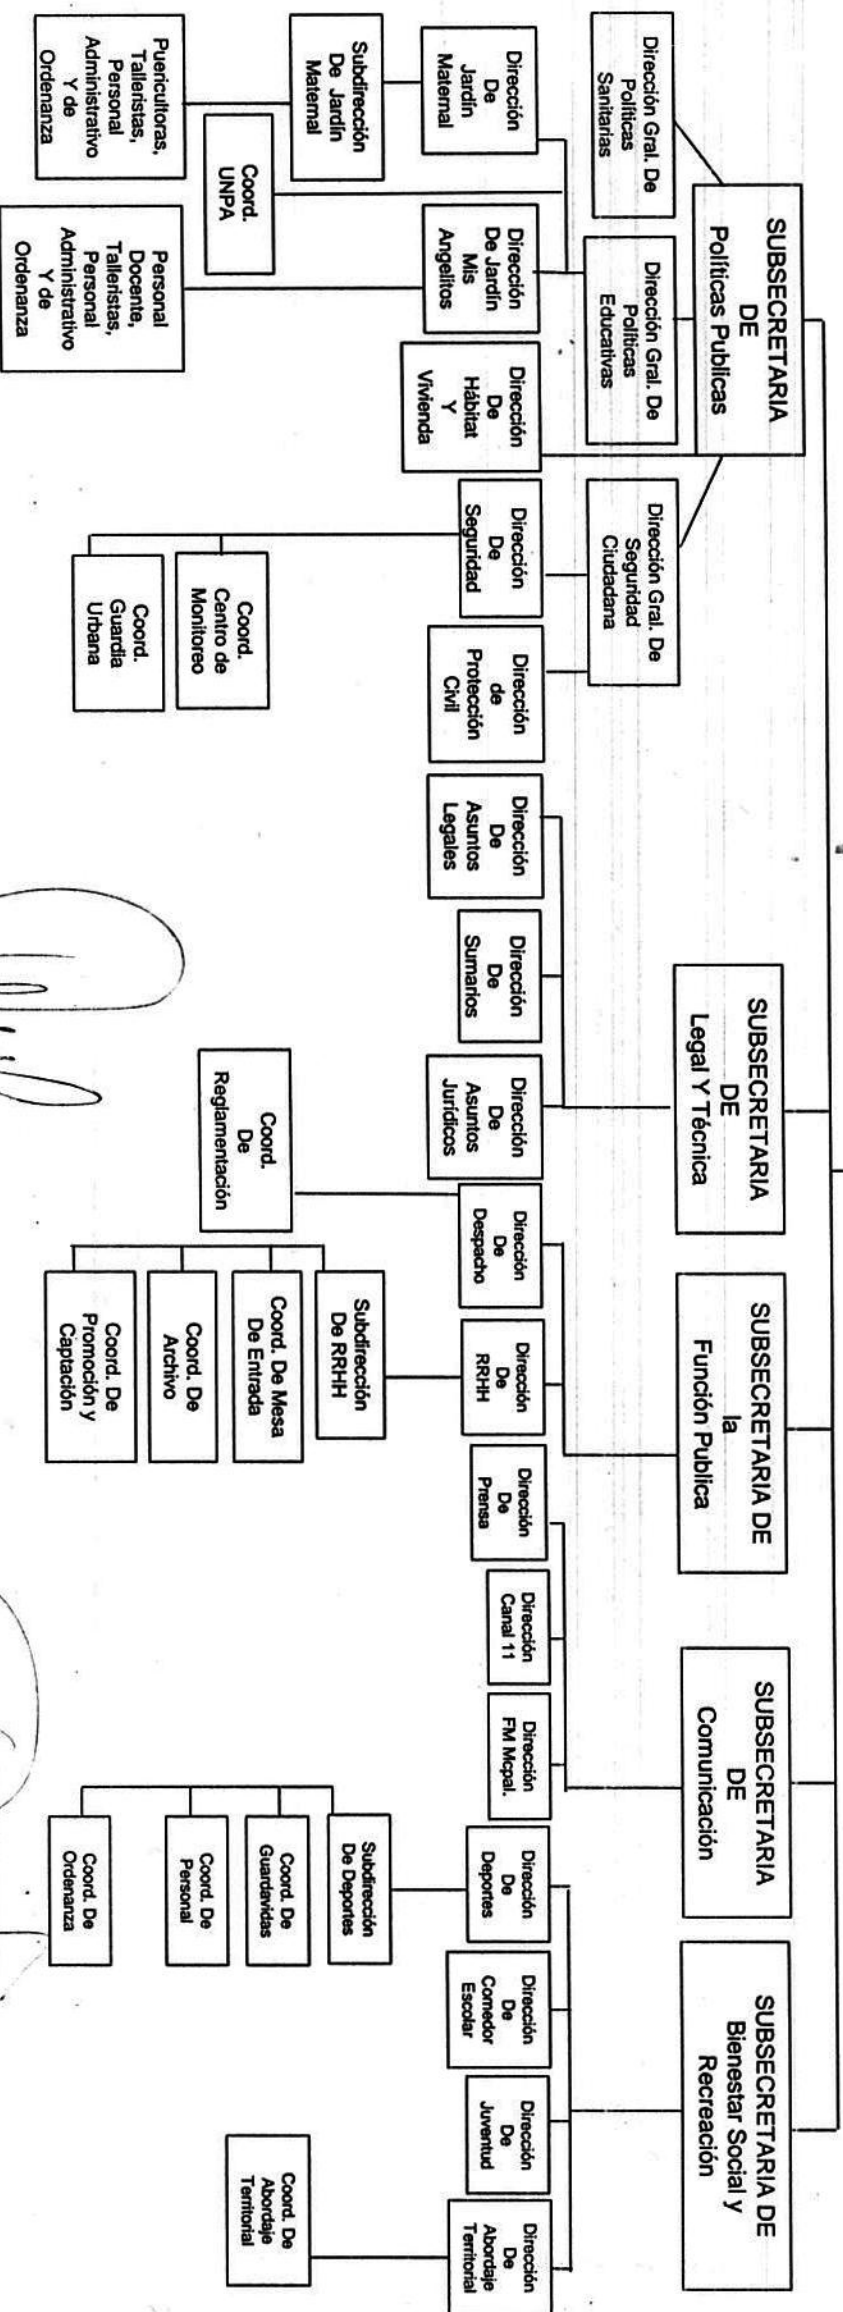 SUBSECRETARIA
DE
Políticas Publicas
SUBSECRETARIA
DE
Legal Y Técnica
SUBSECRETARIA DE
la
Función Publica
SUBSECRETARIA
DE
Comunicación
SUBSECRETARIA DE
Bienestar Social y
Recreación
Dirección Gral. De
Políticas
Sanitarias
Dirección Gral. De
Políticas
Educativas
Dirección Gral. De
Seguridad
Ciudadana
Dirección
De
Jardín
Maternal
Dirección
De Jardín
Mis
Angelitos
Dirección
De
Hábitat
Y
Vivienda
Dirección
De
Seguridad
Dirección
de
Protección
Civil
Dirección
De
Asuntos
Legales
Dirección
De
Sumarios
Dirección
De
Asuntos
Jurídicos
Dirección
De
Despacho
Dirección
De
RRHH
Dirección
De
Prensa
Dirección
Canal 11
Dirección
FM Mcpal.
Dirección
De
Deportes
Dirección
De
Comedor
Escolar
Dirección
De
Juventud
Dirección
De
Abordaje
Territorial
Subdirección
De Jardín
Maternal
Coord.
UNPA
Puericultoras,
Talleristas,
Personal
Administrativo
Y de
Ordenanza
Personal
Docente,
Talleristas,
Personal
Administrativo
Y de
Ordenanza
Coord.
Centro de
Monitoreo
Coord.
Guardia
Urbana
Coord.
De
Reglamentación
Subdirección
De RRHH
Coord. De Mesa
De Entrada
Coord. De
Archivo
Coord. De
Promoción y
Captación
Subdirección
De Deportes
Coord. De
Guardavidas
Coord. De
Personal
Coord. De
Ordenanza
Coord. De
Abordaje
Territorial